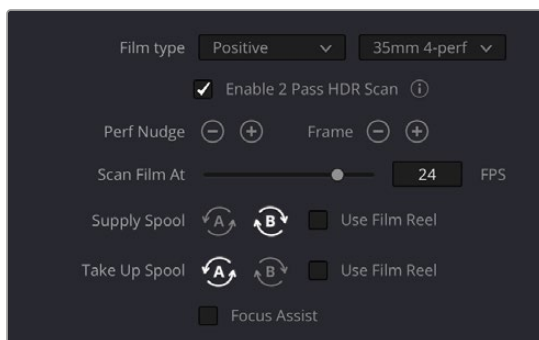 Film type Positive 35mm 4-perf
Enable 2 Pass HDR Scan i
Perf Nudge Frame
Scan Film At 24 FPS
Supply Spool A B Use Film Reel
Take Up Spool A B Use Film Reel
Focus Assist